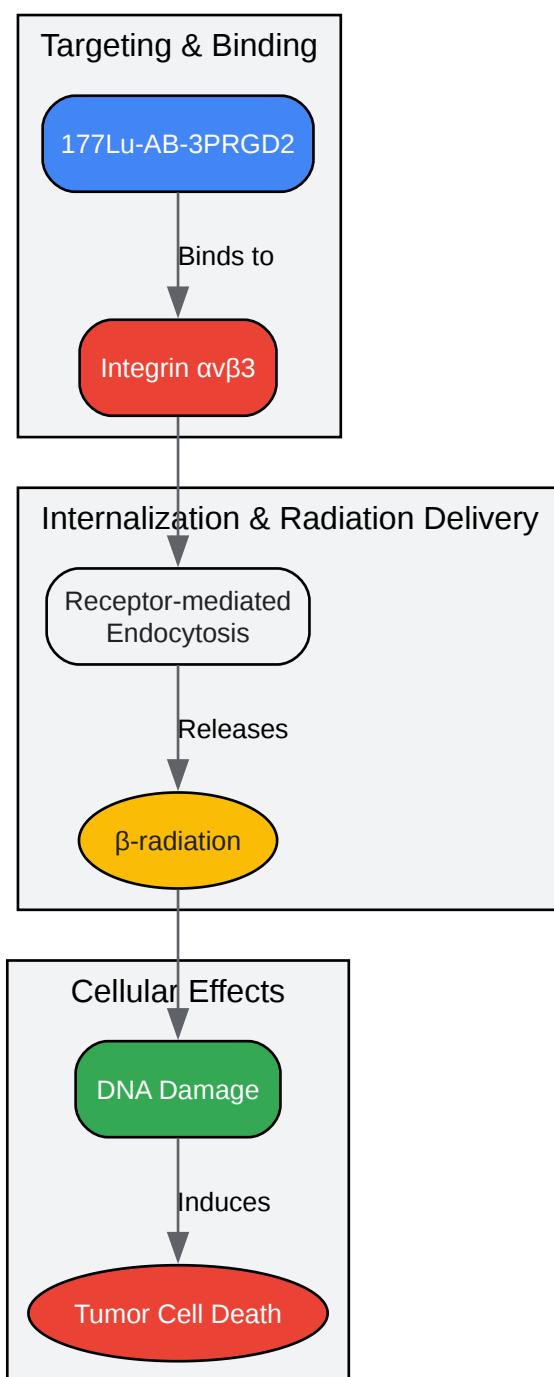 Targeting & Binding
177Lu-AB-3PRGD2
Binds to
Integrin αvβ3
Internalization & Radiation Delivery
Receptor-mediated
Endocytosis
Releases
β-radiation
Cellular Effects
DNA Damage
Induces
Tumor Cell Death